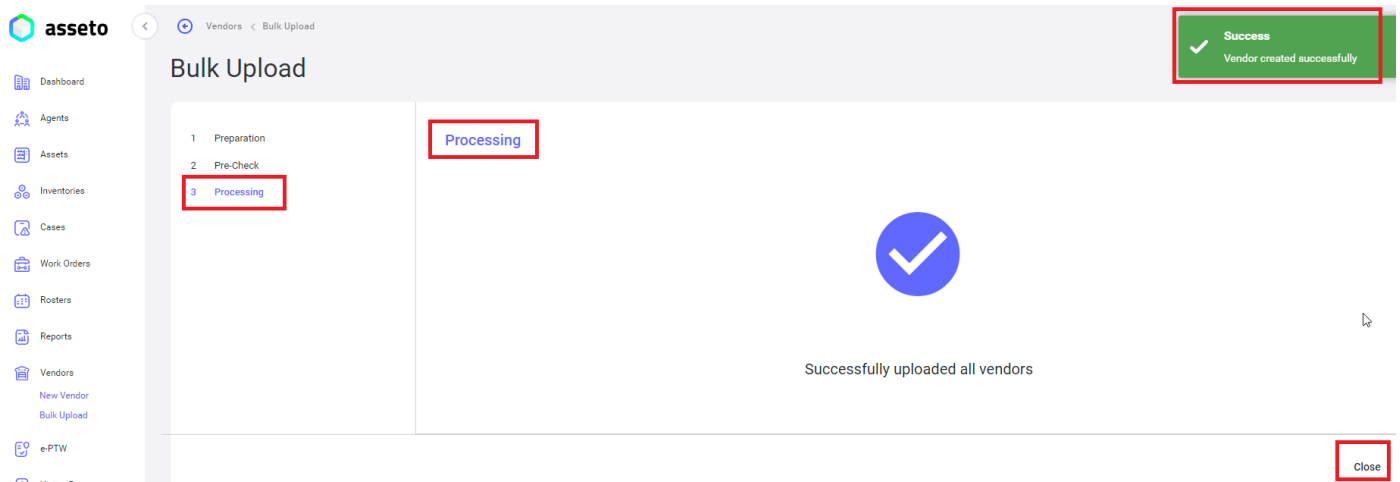 asseto
Vendors < Bulk Upload
Success
Vendor created successfully
Bulk Upload
Dashboard
Agents
Assets
Inventories
Cases
Work Orders
Rosters
Reports
Vendors
New Vendor
Bulk Upload
e-PTW
1 Preparation
2 Pre-Check
3 Processing
Processing
Successfully uploaded all vendors
Close